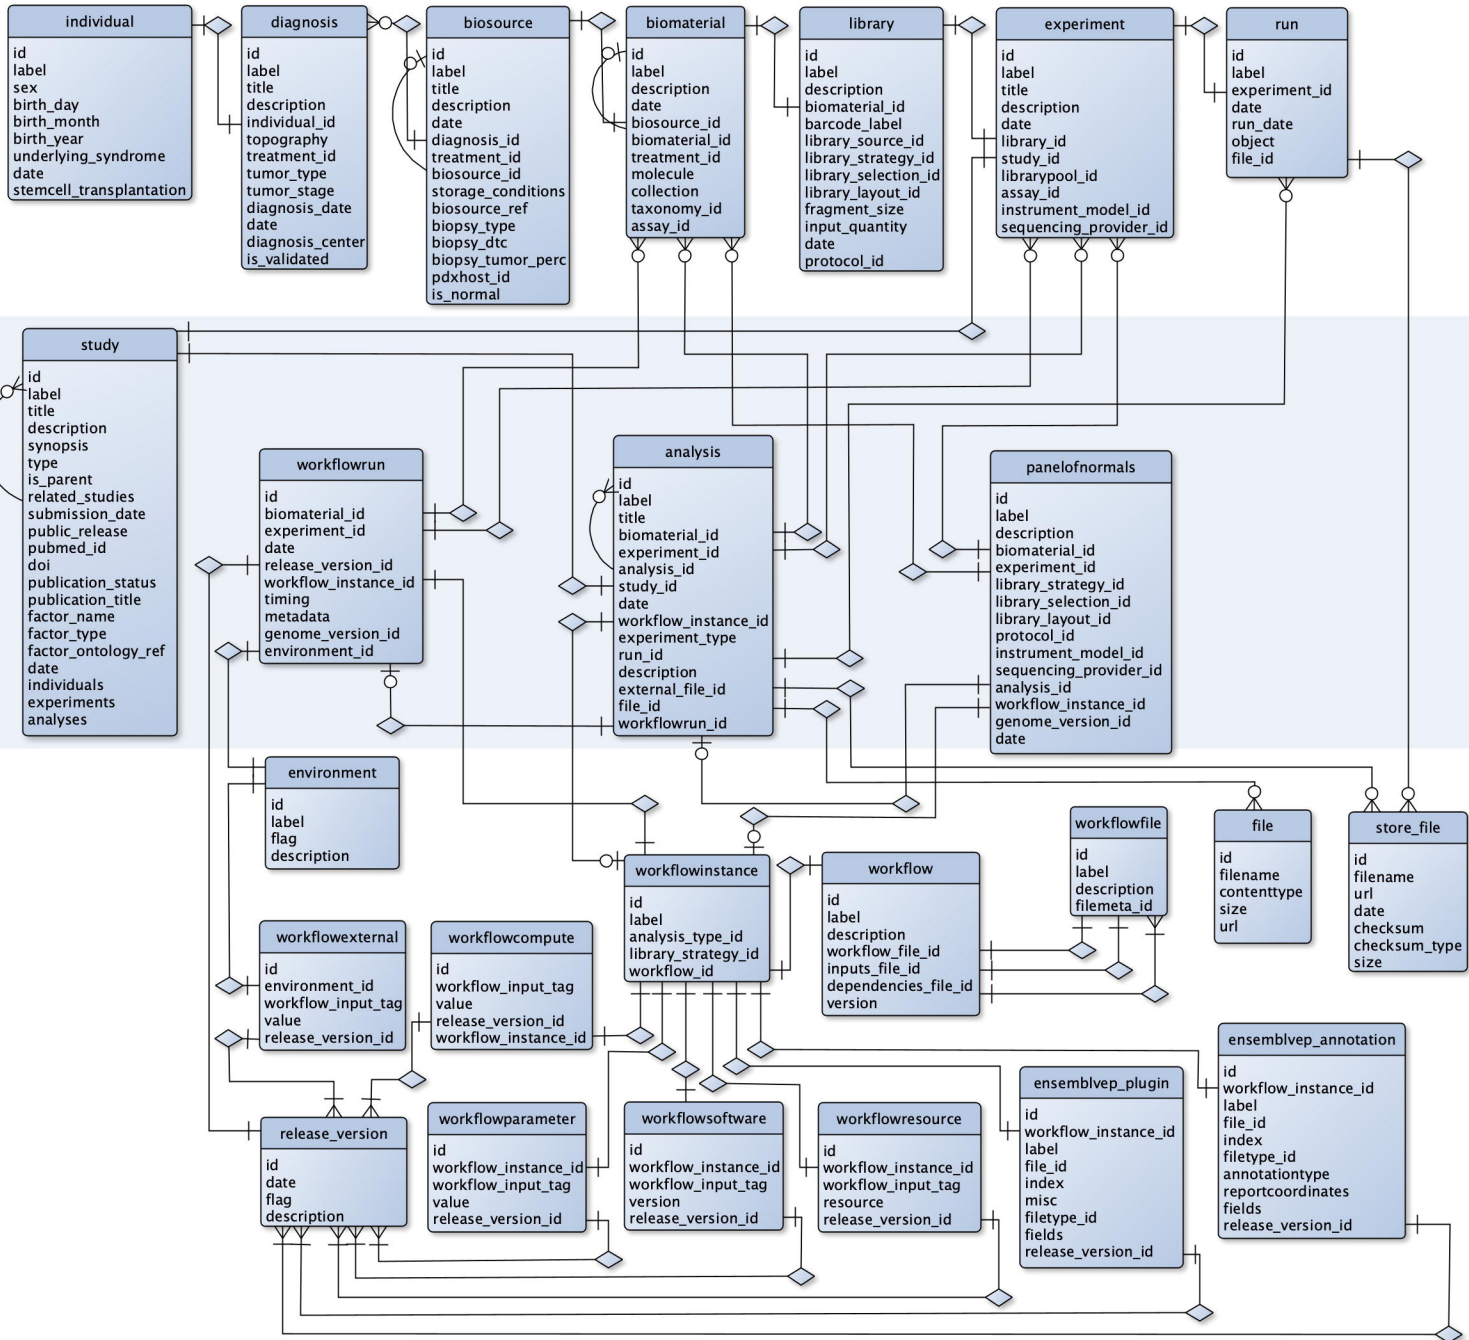 individual
id
label
sex
birth_day
birth_month
birth_year
underlying_syndrome
date
stemcell_transplantation
diagnosis
id
label
title
description
individual_id
topography
treatment_id
tumor_type
tumor_stage
diagnosis_date
date
diagnosis_center
is_validated
biosource
id
label
title
description
date
diagnosis_id
treatment_id
biosource_id
storage_conditions
biosource_ref
biopsy_type
biopsy_dtc
biopsy_tumor_perc
pdxhost_id
is_normal
biomaterial
id
label
description
date
biosource_id
biomaterial_id
treatment_id
molecule
collection
taxonomy_id
assay_id
library
id
label
description
biomaterial_id
barcode_label
library_source_id
library_strategy_id
library_selection_id
library_layout_id
fragment_size
input_quantity
date
protocol_id
experiment
id
label
title
description
date
library_id
study_id
librarypool_id
assay_id
instrument_model_id
sequencing_provider_id
run
id
label
experiment_id
date
run_date
object
file_id
study
id
label
title
description
synopsis
type
is_parent
related_studies
submission_date
public_release
pubmed_id
doi
publication_status
publication_title
factor_name
factor_type
factor_ontology_ref
date
individuals
experiments
analyses
workflowrun
id
biomaterial_id
experiment_id
date
release_version_id
workflow_instance_id
timing
metadata
genome_version_id
environment_id
analysis
id
label
title
biomaterial_id
experiment_id
analysis_id
study_id
date
workflow_instance_id
experiment_type
run_id
description
external_file_id
file_id
workflowrun_id
panelofnormals
id
label
description
biomaterial_id
experiment_id
library_strategy_id
library_selection_id
library_layout_id
protocol_id
instrument_model_id
sequencing_provider_id
analysis_id
workflow_instance_id
genome_version_id
date
environment
id
label
flag
description
workflowinstance
id
label
analysis_type_id
library_strategy_id
workflow_id
workflow
id
label
description
workflow_file_id
inputs_file_id
dependencies_file_id
version
workflowfile
id
label
description
filemeta_id
file
id
filename
contenttype
size
url
store_file
id
filename
url
date
checksum
checksum_type
size
workflowexternal
id
environment_id
workflow_input_tag
value
release_version_id
workflowcompute
id
workflow_input_tag
value
release_version_id
workflow_instance_id
release_version
id
date
flag
description
workflowparameter
id
workflow_instance_id
workflow_input_tag
value
release_version_id
workflowsoftware
id
workflow_instance_id
workflow_input_tag
version
release_version_id
workflowresource
id
workflow_instance_id
workflow_input_tag
resource
release_version_id
ensemblvep_plugin
id
workflow_instance_id
label
file_id
index
misc
filetype_id
fields
release_version_id
ensemblvep_annotation
id
workflow_instance_id
label
file_id
index
filetype_id
annotationtype
reportcoordinates
fields
release_version_id